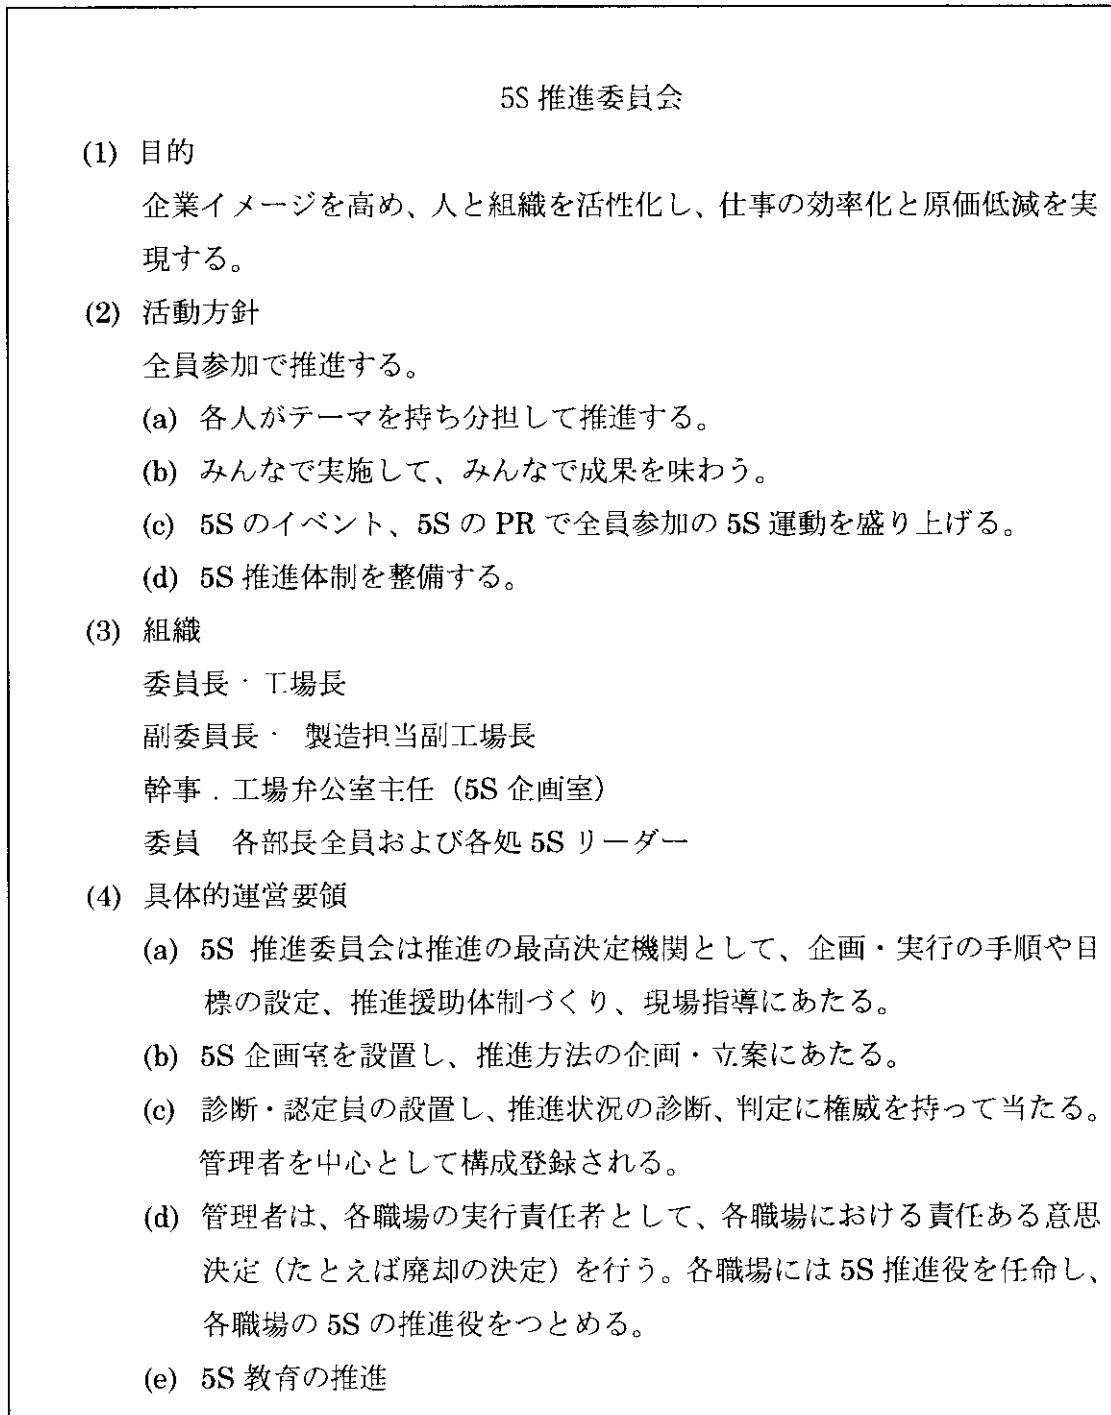 5S 推進委員会
(1) 目的
企業イメージを高め、人と組織を活性化し、仕事の効率化と原価低減を実
現する。
(2) 活動方針
全員参加で推進する。
(a) 各人がテーマを持ち分担して推進する。
(b) みんなで実施して、みんなで成果を味わう。
(c) 5S のイベント、5S の PR で全員参加の 5S 運動を盛り上げる。
(d) 5S 推進体制を整備する。
(3) 組織
委員長・工場長
副委員長・ 製造担当副工場長
幹事．工場弁公室主任（5S 企画室）
委員　各部長全員および各処 5S リーダー
(4) 具体的運営要領
(a) 5S 推進委員会は推進の最高決定機関として、企画・実行の手順や目
標の設定、推進援助体制づくり、現場指導にあたる。
(b) 5S 企画室を設置し、推進方法の企画・立案にあたる。
(c) 診断・認定員の設置し、推進状況の診断、判定に権威を持って当たる。
管理者を中心として構成登録される。
(d) 管理者は、各職場の実行責任者として、各職場における責任ある意思
決定（たとえば廃却の決定）を行う。各職場には 5S 推進役を任命し、
各職場の 5S の推進役をつとめる。
(e) 5S 教育の推進